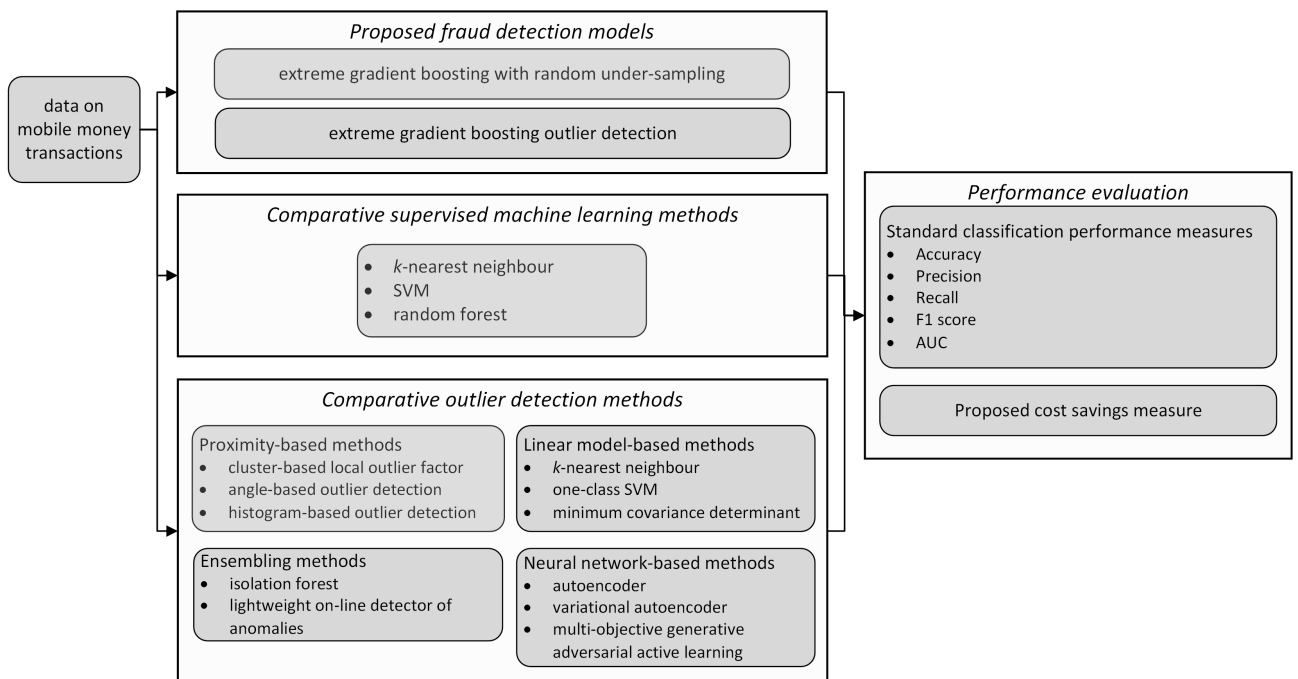 data on
mobile money
transactions
Proposed fraud detection models
extreme gradient boosting with random under-sampling
extreme gradient boosting outlier detection
Comparative supervised machine learning methods
• k-nearest neighbour
• SVM
• random forest
Comparative outlier detection methods
Proximity-based methods
• cluster-based local outlier factor
• angle-based outlier detection
• histogram-based outlier detection
Linear model-based methods
• k-nearest neighbour
• one-class SVM
• minimum covariance determinant
Ensembling methods
• isolation forest
• lightweight on-line detector of
anomalies
Neural network-based methods
• autoencoder
• variational autoencoder
• multi-objective generative
adversarial active learning
Performance evaluation
Standard classification performance measures
• Accuracy
• Precision
• Recall
• F1 score
• AUC
Proposed cost savings measure